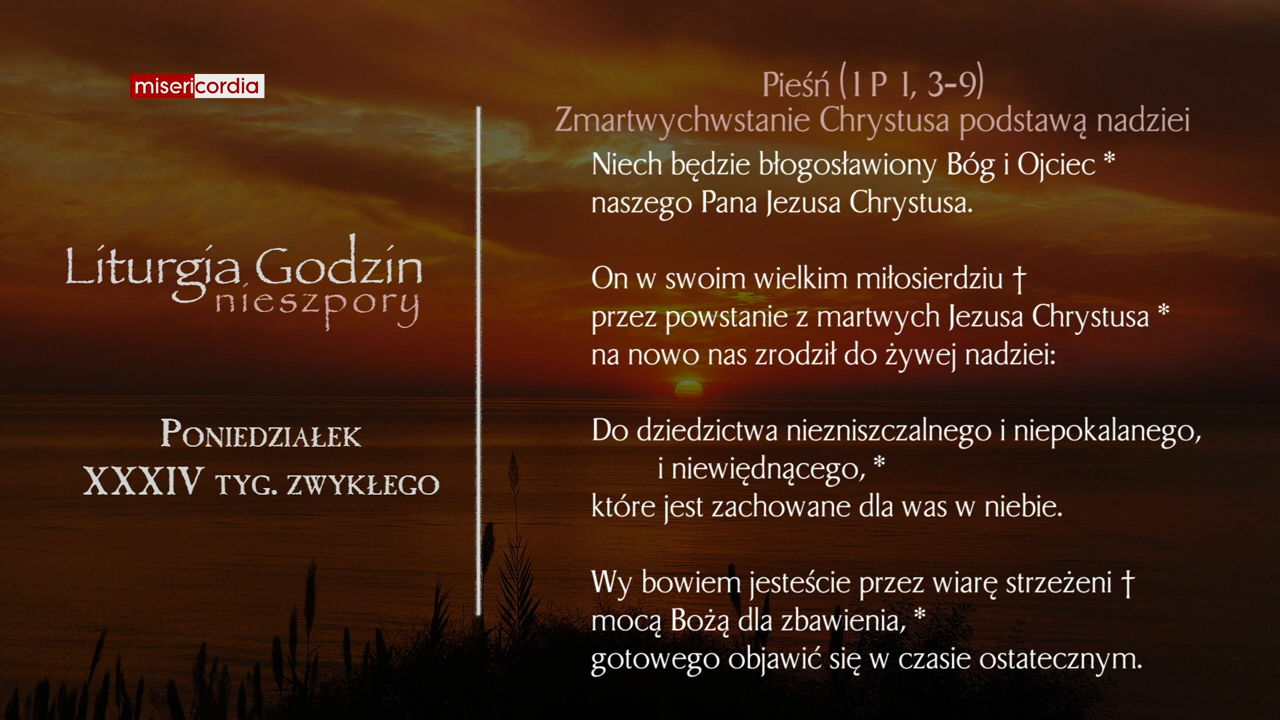 misericordia
Liturgia Godzin
nieszpory
Poniedziałek
XXXIV tyg. zwykłego
Pieśń (1 P 1, 3-9)
Zmartwychwstanie Chrystusa podstawą nadziei
Niech będzie błogosławiony Bóg i Ojciec *
naszego Pana Jezusa Chrystusa.
On w swoim wielkim miłosierdziu †
przez powstanie z martwych Jezusa Chrystusa *
na nowo nas zrodził do żywej nadziei:
Do dziedzictwa niezniszczalnego i niepokalanego,
i niewiędnącego, *
które jest zachowane dla was w niebie.
Wy bowiem jesteście przez wiarę strzeżeni †
mocą Bożą dla zbawienia, *
gotowego objawić się w czasie ostatecznym.